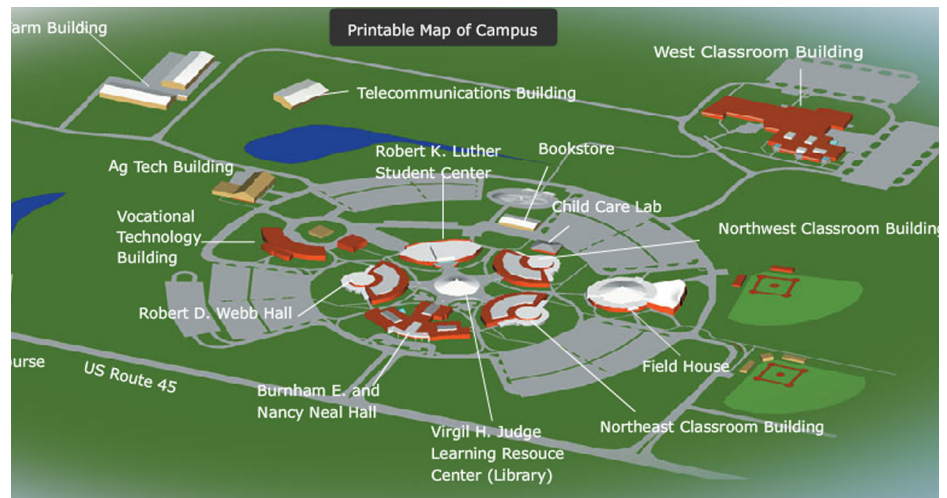 Printable Map of Campus
arm Building
West Classroom Building
Telecommunications Building
Robert K. Luther
Student Center
Bookstore
Ag Tech Building
Child Care Lab
Vocational
Technology
Building
Northwest Classroom Building
Robert D. Webb Hall
ourse
US Route 45
Field House
Burnham E. and
Nancy Neal Hall
Virgil H. Judge
Learning Resouce
Center (Library)
Northeast Classroom Building